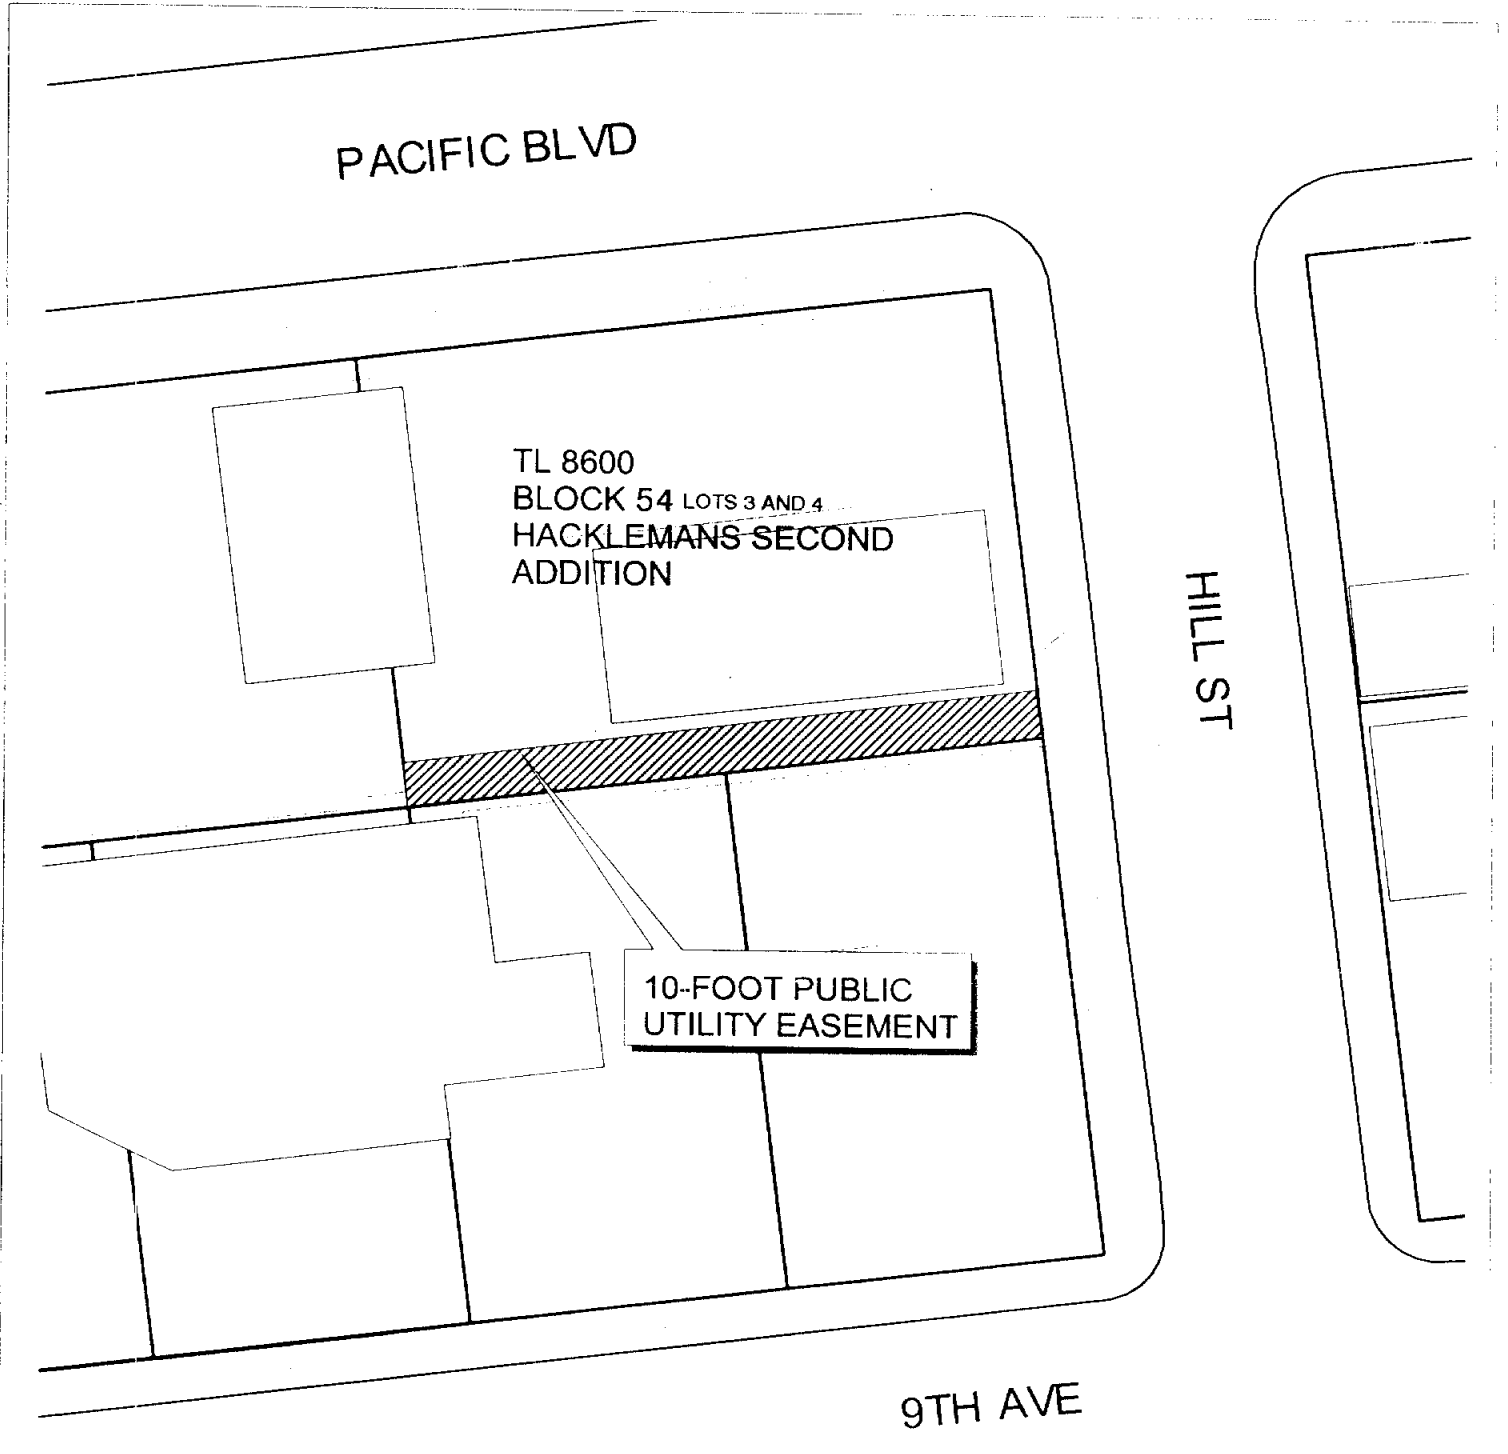 PACIFIC BLVD
TL 8600
BLOCK 54 LOTS 3 AND 4
HACKLEMANS SECOND
ADDITION
HILL ST
10-FOOT PUBLIC
UTILITY EASEMENT
9TH AVE